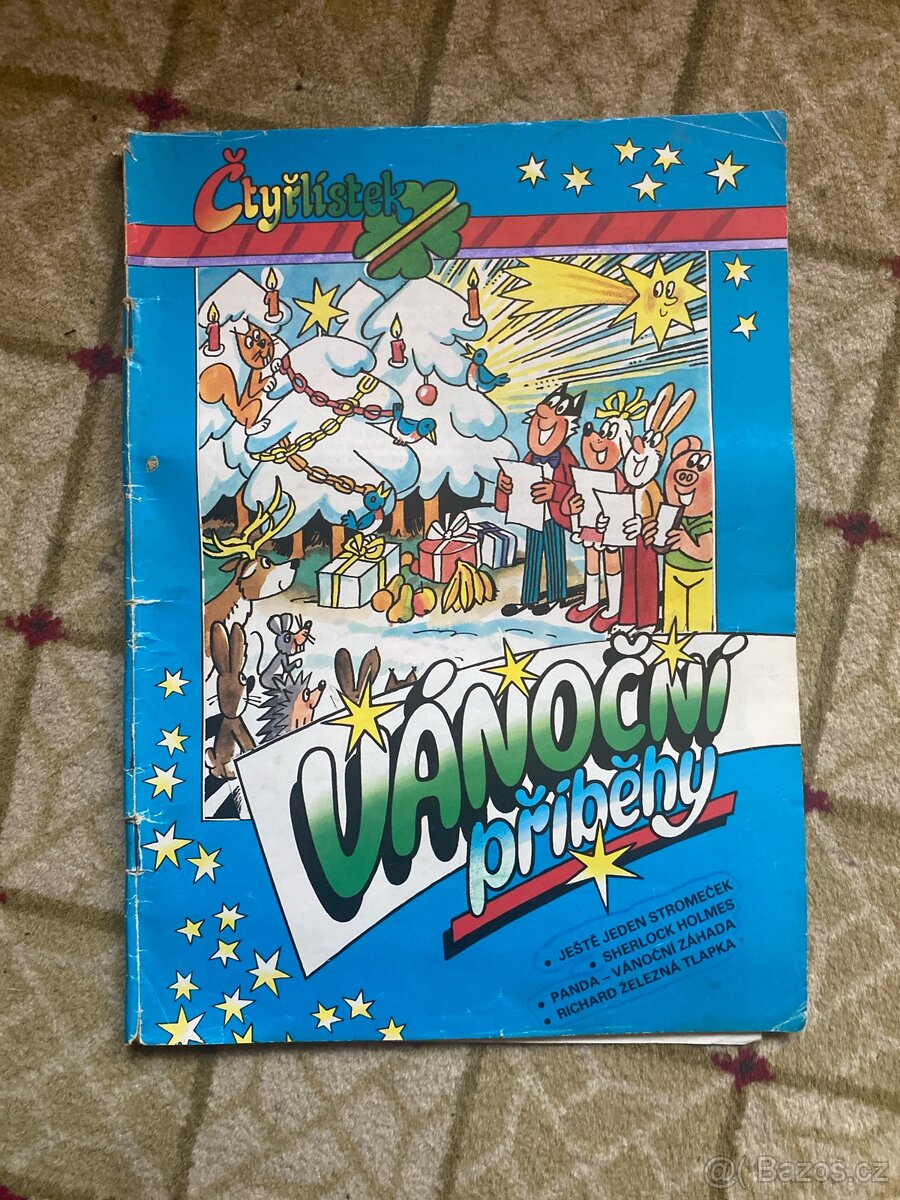 Čtyřlístek
VÁNOČNÍ
příběhy
• JEŠTĚ JEDEN STROMEČEK
• SHERLOCK HOLMES
• PANDA – VÁNOČNÍ ZÁHADA
• RICHARD ŽELEZNÁ TLAPKA
@ Bazos.cz